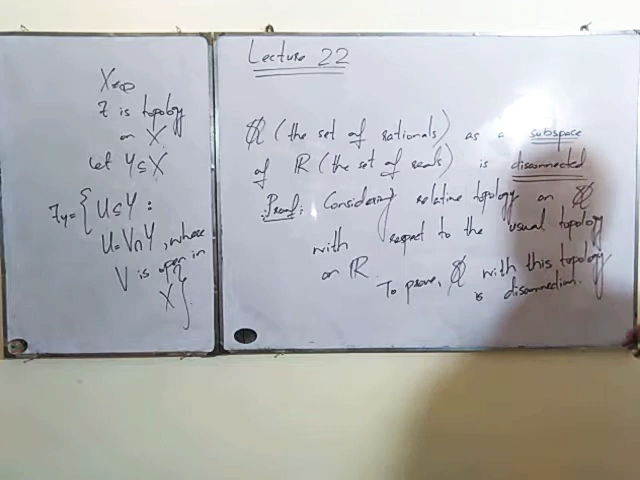 X≠∅
τ is topology
on X
Let Y⊆X
τ_Y = { U⊆Y :
U=V∩Y, where
V is open in
X }
Lecture 22
ℚ (the set of rationals) as a subspace
of ℝ (the set of reals) is disconnected
Proof: Considering relative topology on ℚ
with respect to the usual topology
on ℝ.
To prove, ℚ with this topology
is disconnection.